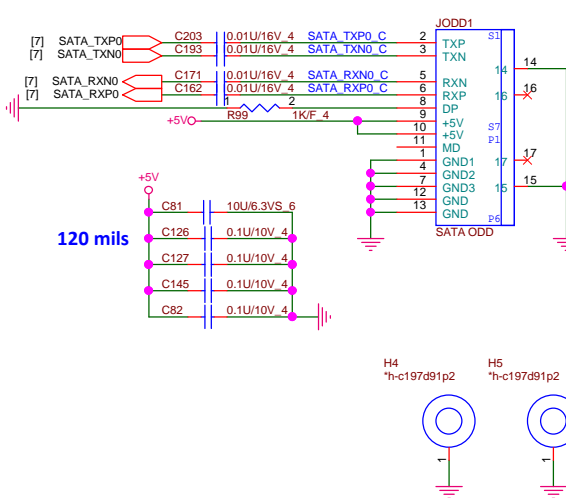 JODD1
[7] SATA_TXP0 C203 0.01U/16V_4 SATA_TXP0_C 2 TXP S1
[7] SATA_TXN0 C193 0.01U/16V_4 SATA_TXN0_C 3 TXN
14 14
[7] SATA_RXN0 C171 0.01U/16V_4 SATA_RXN0_C 5 RXN
[7] SATA_RXP0 C162 0.01U/16V_4 SATA_RXP0_C 6 RXP 16 16
1 2 8 DP
R99 1K/F_4
+5V 9 +5V S7
10 +5V P1
11 MD
1 GND1 17 17
4 GND2
7 GND3 15 15
12 GND
13 GND P6
SATA ODD
+5V
C81 10U/6.3VS_6
120 mils
C126 0.1U/10V_4
C127 0.1U/10V_4
C145 0.1U/10V_4
C82 0.1U/10V_4
H4 H5
*h-c197d91p2 *h-c197d91p2
1 1